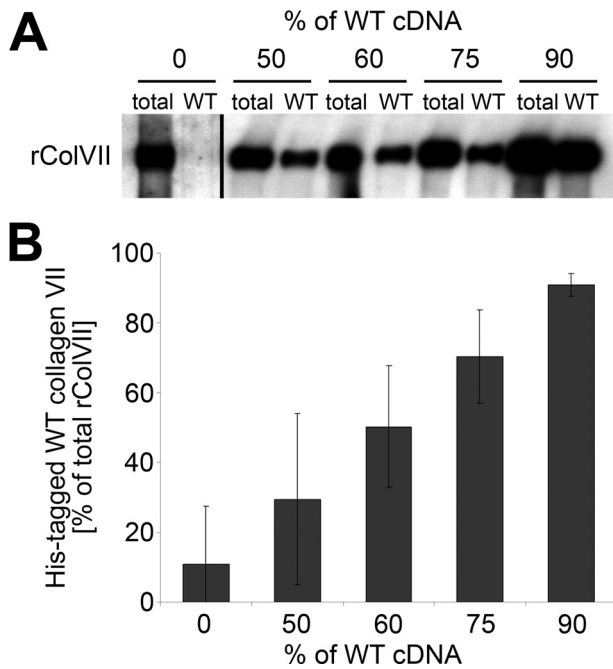 A
% of WT cDNA
0 50 60 75 90
total WT total WT total WT total WT total WT
rColVII
B
His-tagged WT collagen VII
[% of total rColVII]
100
80
60
40
20
0
0 50 60 75 90
% of WT cDNA